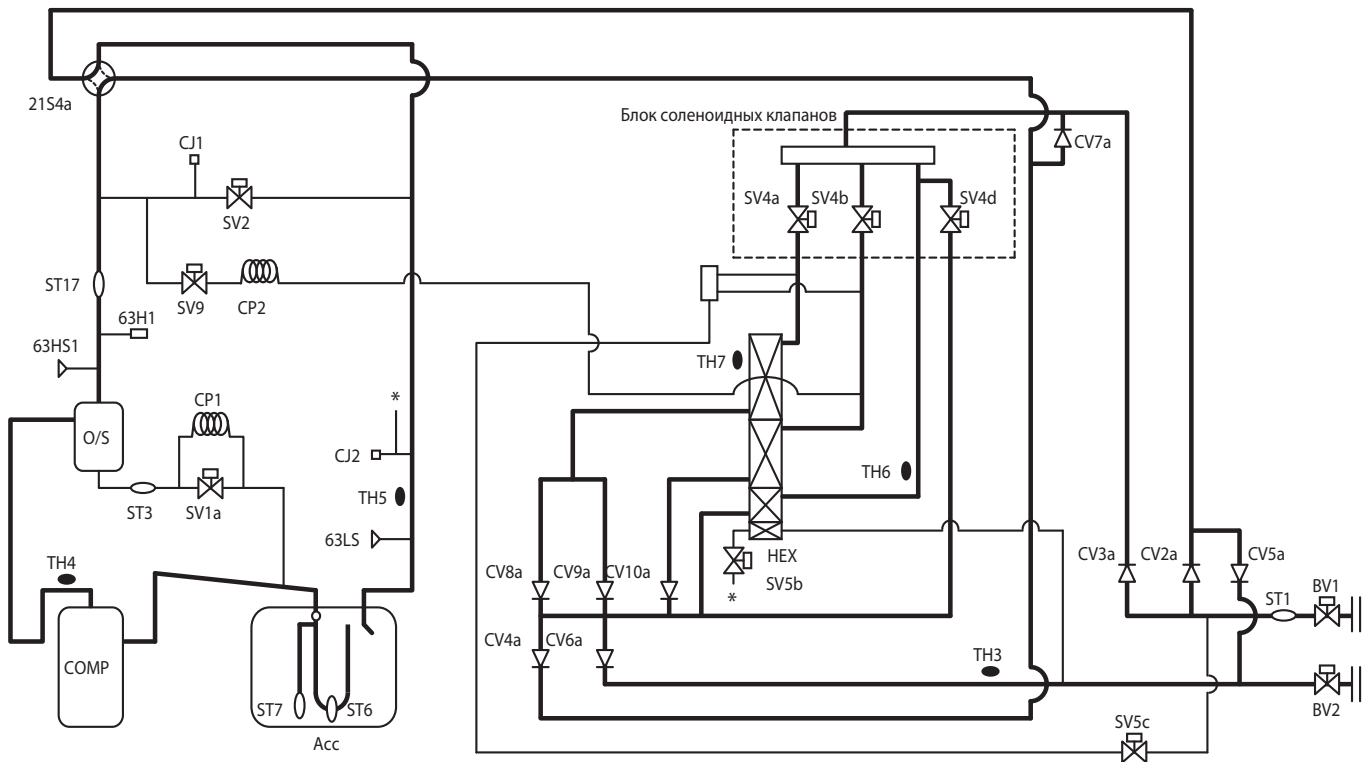 21S4a
Блок соленоидных клапанов
CJ1
CV7a
SV2
SV4a
SV4b
SV4d
ST17
SV9
CP2
63H1
63HS1
TH7
CP1
*
O/S
CJ2
TH6
ST3
SV1a
TH5
63LS
HEX
TH4
CV8a
CV9a
CV10a
SV5b
*
CV3a
CV2a
CV5a
ST1
BV1
CV4a
CV6a
TH3
COMP
ST7
ST6
BV2
Acc
SV5c